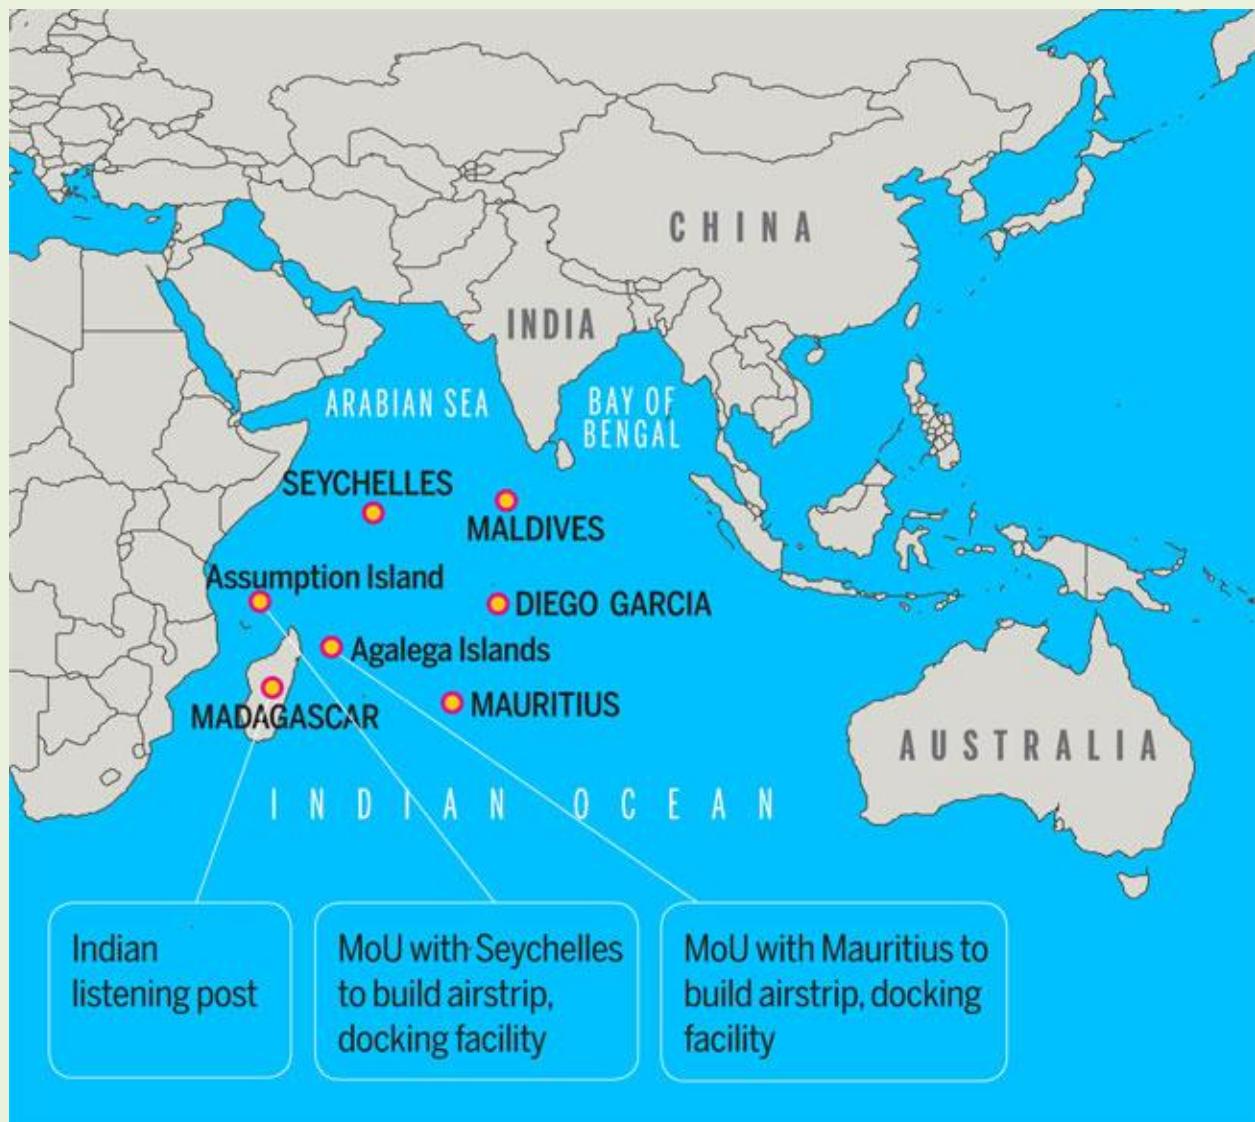 CHINA
INDIA
ARABIAN SEA
BAY OF
BENGAL
SEYCHELLES
MALDIVES
Assumption Island
DIEGO GARCIA
Agalega Islands
MADAGASCAR
MAURITIUS
AUSTRALIA
INDIAN OCEAN
Indian
listening post
MoU with Seychelles
to build airstrip,
docking facility
MoU with Mauritius to
build airstrip, docking
facility